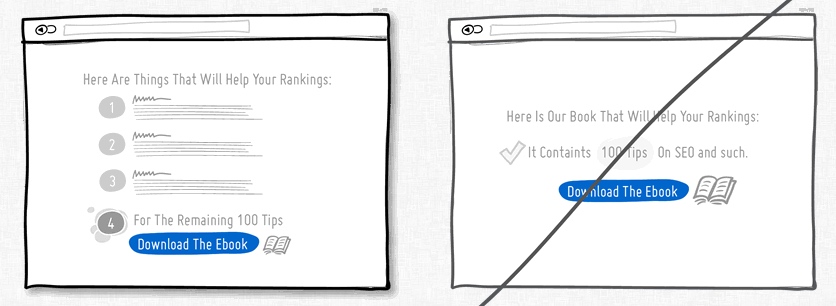 Here Are Things That Will Help Your Rankings:
1
2
3
4 For The Remaining 100 Tips
Download The Ebook
Here Is Our Book That Will Help Your Rankings:
It Containts 100 Tips On SEO and such.
Download The Ebook